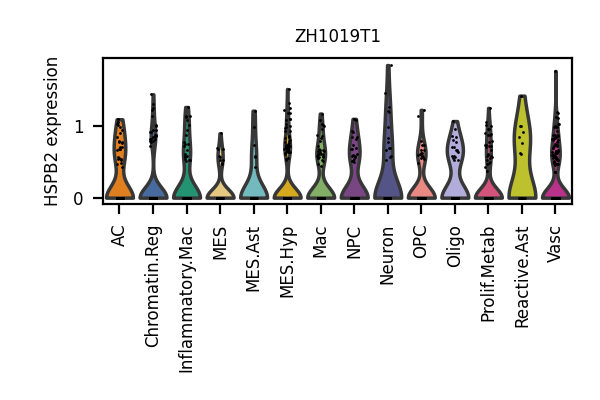 ZH1019T1
HSPB2 expression
1
0
AC
Chromatin.Reg
Inflammatory.Mac
MES
MES.Ast
MES.Hyp
Mac
NPC
Neuron
OPC
Oligo
Prolif.Metab
Reactive.Ast
Vasc